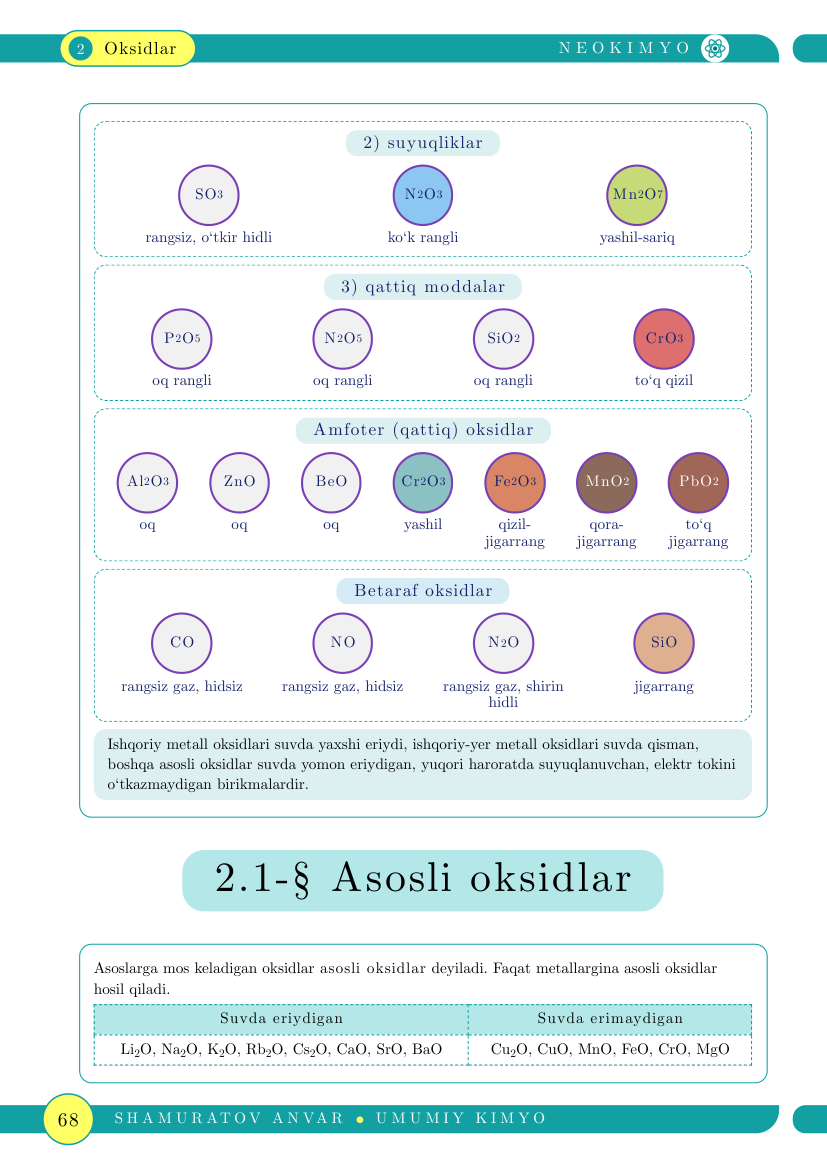 2 Oksidlar
NEOKIMYO
2) suyuqliklar
SO3 N2O3 Mn2O7
rangsiz, o‘tkir hidli ko‘k rangli yashil-sariq
3) qattiq moddalar
P2O5 N2O5 SiO2 CrO3
oq rangli oq rangli oq rangli to‘q qizil
Amfoter (qattiq) oksidlar
Al2O3 ZnO BeO Cr2O3 Fe2O3 MnO2 PbO2
oq oq oq yashil qizil- qora- to‘q
jigarrang jigarrang jigarrang
Betaraf oksidlar
CO NO N2O SiO
rangsiz gaz, hidsiz rangsiz gaz, hidsiz rangsiz gaz, shirin jigarrang
hidli
Ishqoriy metall oksidlari suvda yaxshi eriydi, ishqoriy-yer metall oksidlari suvda qisman,
boshqa asosli oksidlar suvda yomon eriydigan, yuqori haroratda suyuqlanuvchan, elektr tokini
o‘tkazmaydigan birikmalardir.
2.1-§ Asosli oksidlar
Asoslarga mos keladigan oksidlar asosli oksidlar deyiladi. Faqat metallargina asosli oksidlar
hosil qiladi.
Suvda eriydigan Suvda erimaydigan
Li₂O, Na₂O, K₂O, Rb₂O, Cs₂O, CaO, SrO, BaO Cu₂O, CuO, MnO, FeO, CrO, MgO
68 SHAMURATOV ANVAR • UMUMIY KIMYO